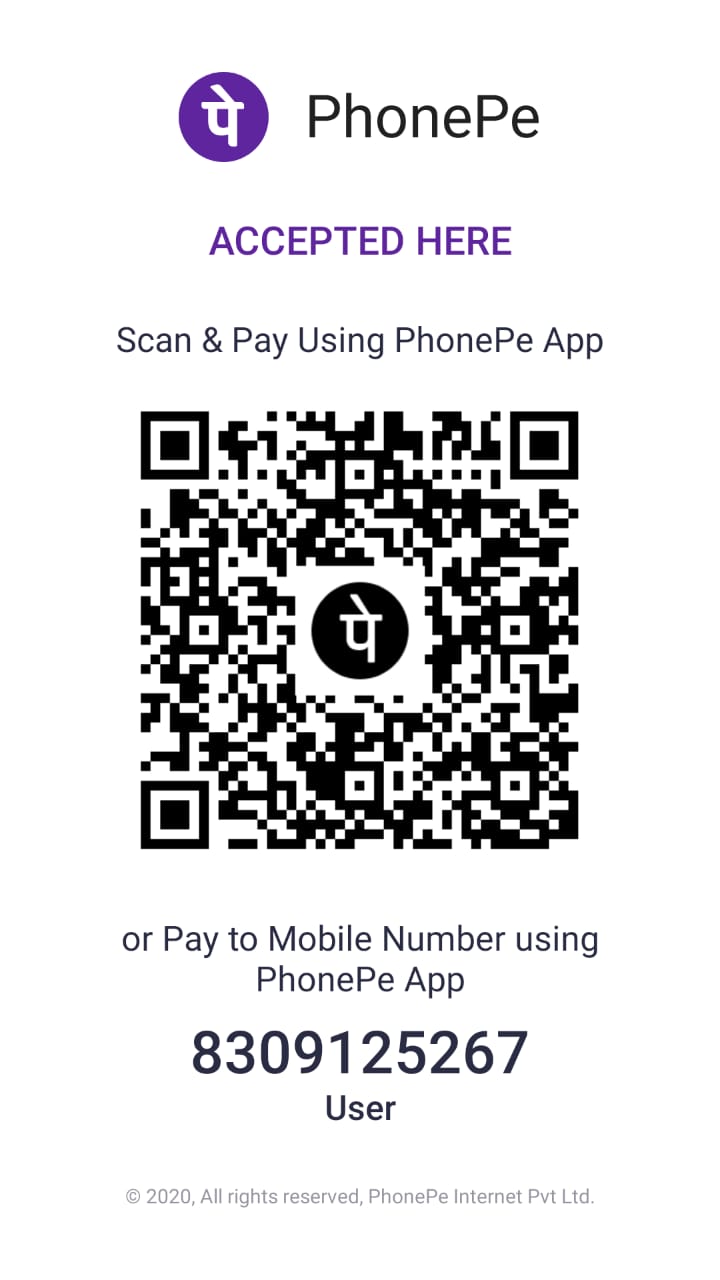 पे PhonePe
ACCEPTED HERE
Scan & Pay Using PhonePe App
पे
or Pay to Mobile Number using
PhonePe App
8309125267
User
© 2020, All rights reserved, PhonePe Internet Pvt Ltd.